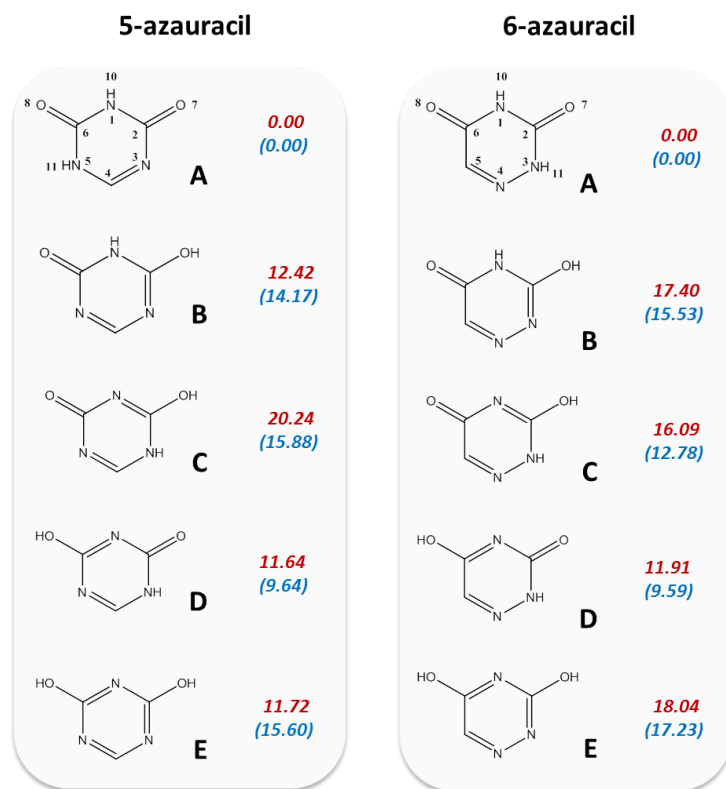 5-azauracil
10
H
N
8
O
O
7
1
6
2
11
HN
5
4
3
N
A
0.00
(0.00)
H
N
O
OH
N
N
B
12.42
(14.17)
O
N
OH
N
NH
C
20.24
(15.88)
HO
N
O
N
NH
D
11.64
(9.64)
HO
N
OH
N
N
E
11.72
(15.60)
6-azauracil
10
H
N
8
O
O
7
1
6
2
5
4
3
NH
11
N
A
0.00
(0.00)
H
N
O
OH
N
N
B
17.40
(15.53)
O
N
OH
NH
N
C
16.09
(12.78)
HO
N
O
NH
N
D
11.91
(9.59)
HO
N
OH
N
N
E
18.04
(17.23)